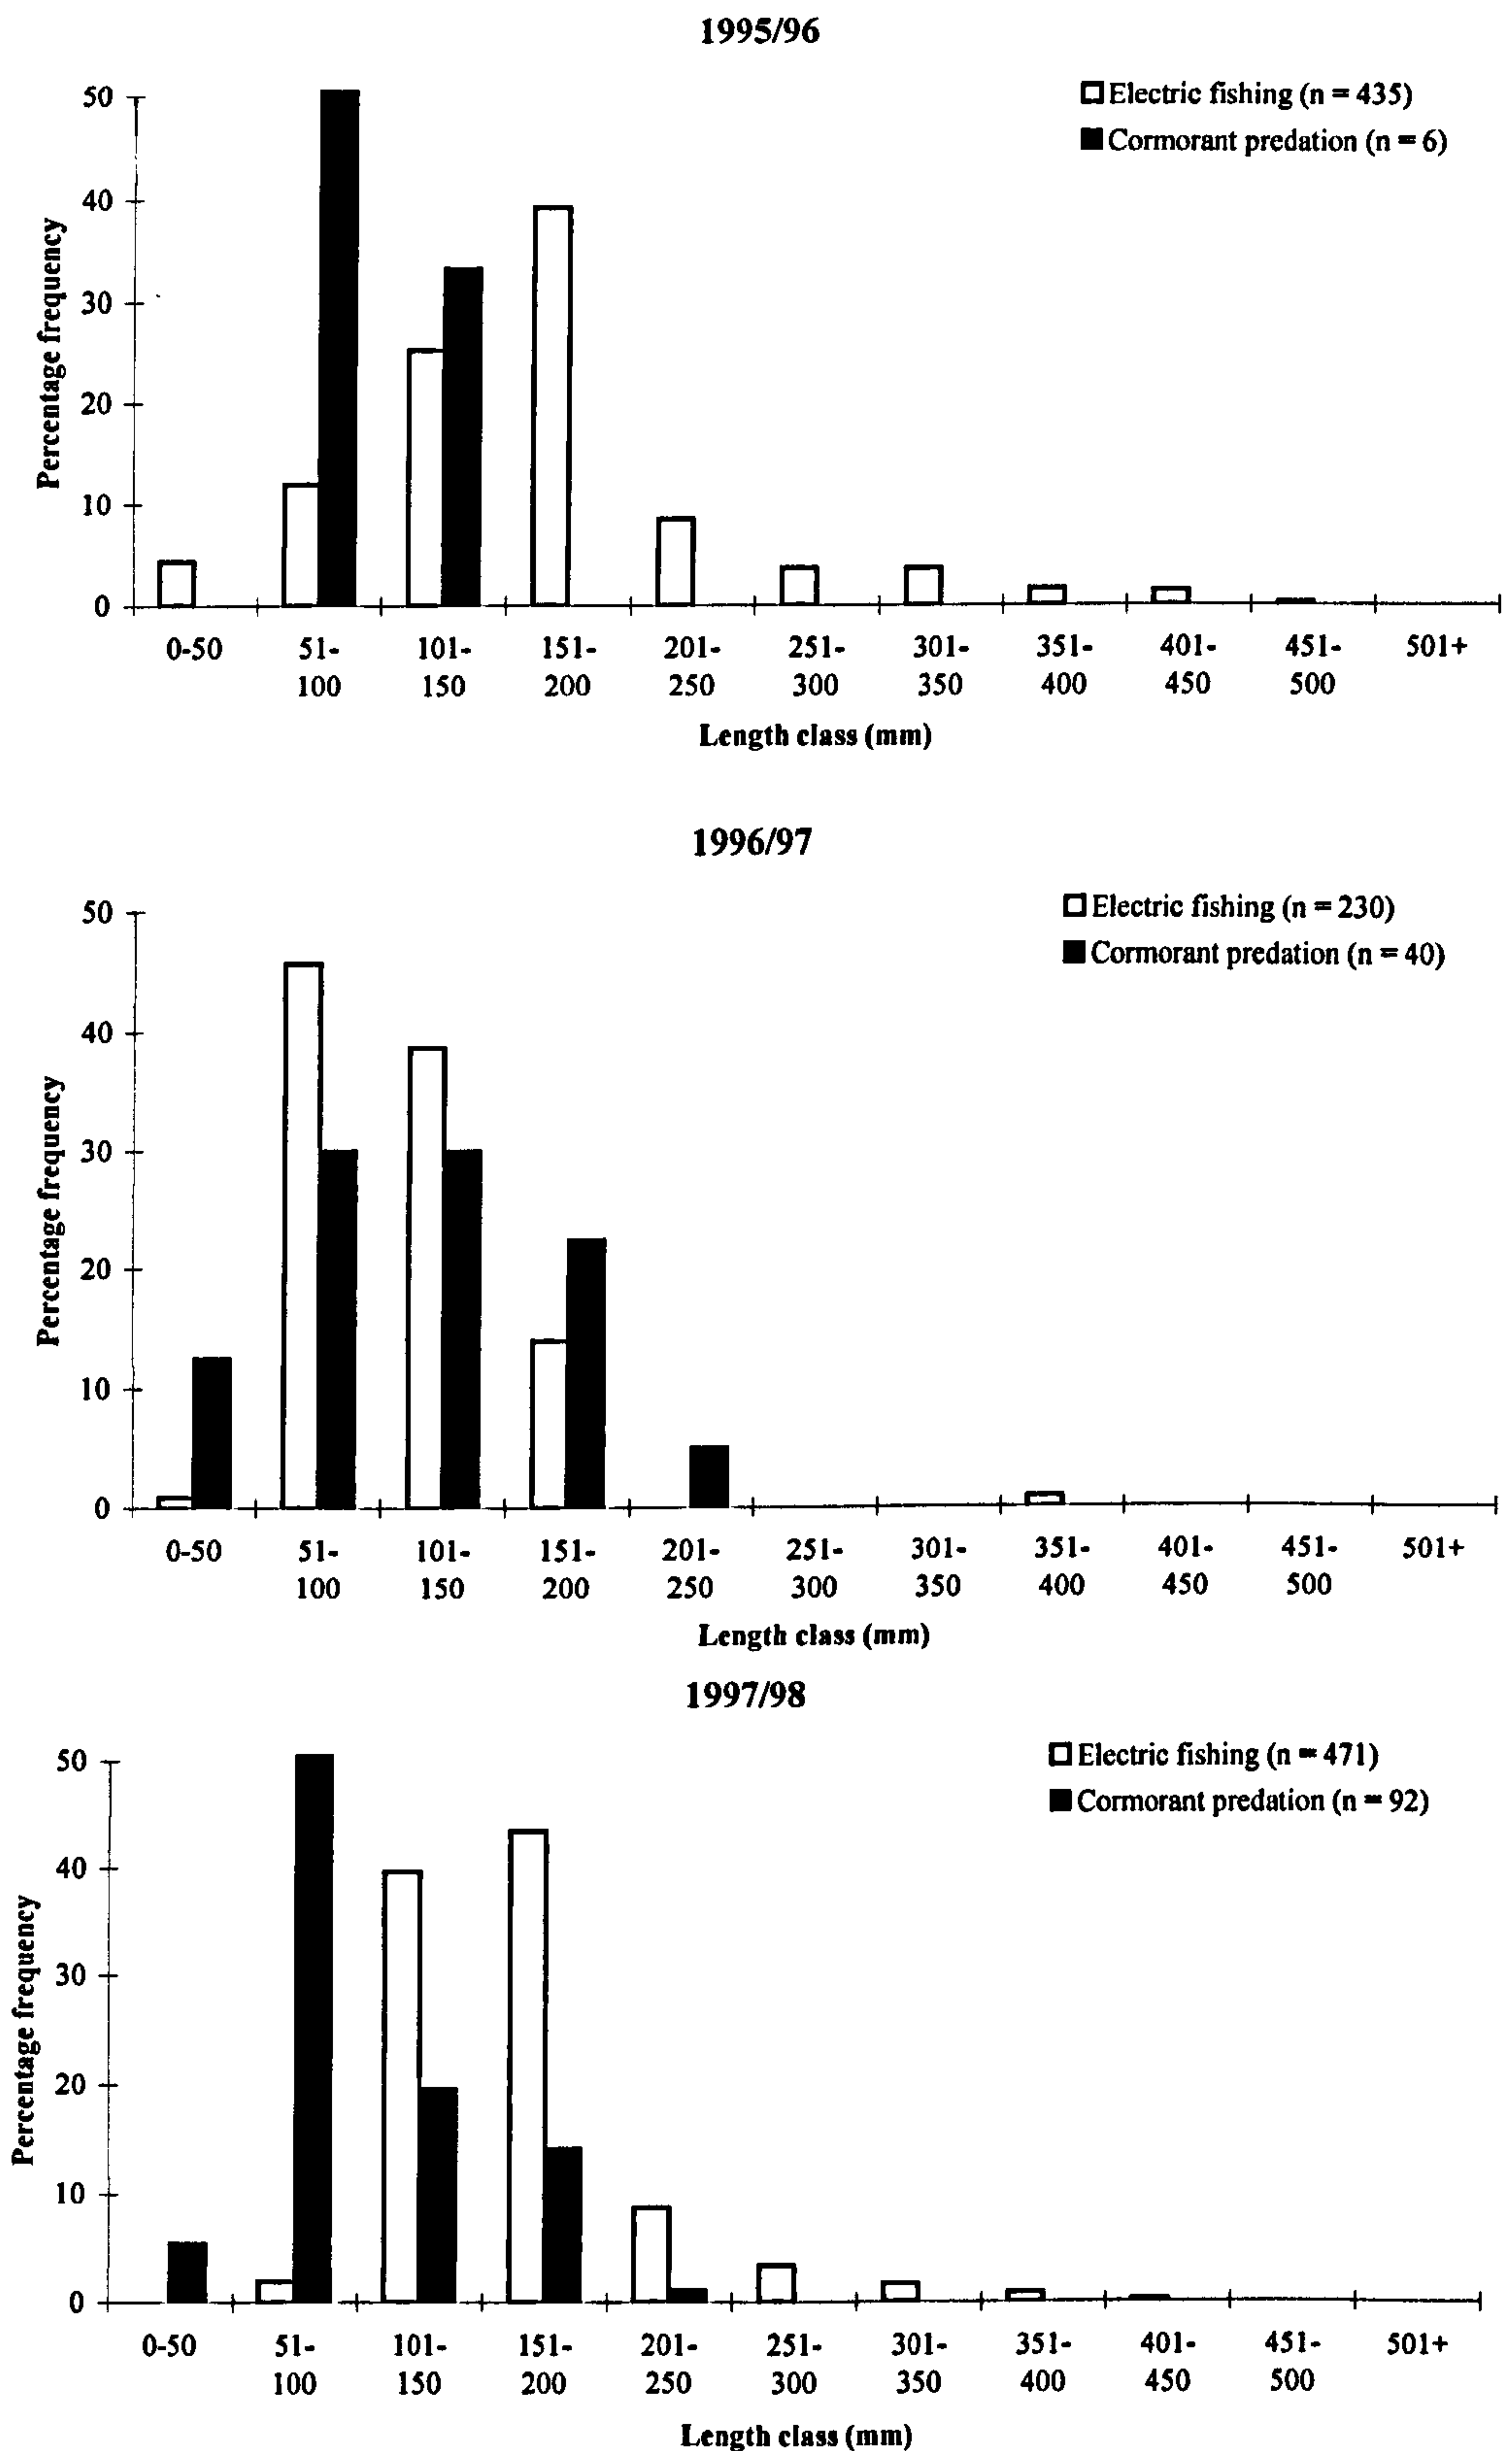 1995/96
Electric fishing (n = 435)
Cormorant predation (n = 6)
Percentage frequency
50
40
30
20
10
0
0-50 51- 101- 151- 201- 251- 301- 351- 401- 451- 501+
100 150 200 250 300 350 400 450 500
Length class (mm)
1996/97
Electric fishing (n = 230)
Cormorant predation (n = 40)
Percentage frequency
50
40
30
20
10
0
0-50 51- 101- 151- 201- 251- 301- 351- 401- 451- 501+
100 150 200 250 300 350 400 450 500
Length class (mm)
1997/98
Electric fishing (n = 471)
Cormorant predation (n = 92)
Percentage frequency
50
40
30
20
10
0
0-50 51- 101- 151- 201- 251- 301- 351- 401- 451- 501+
100 150 200 250 300 350 400 450 500
Length class (mm)